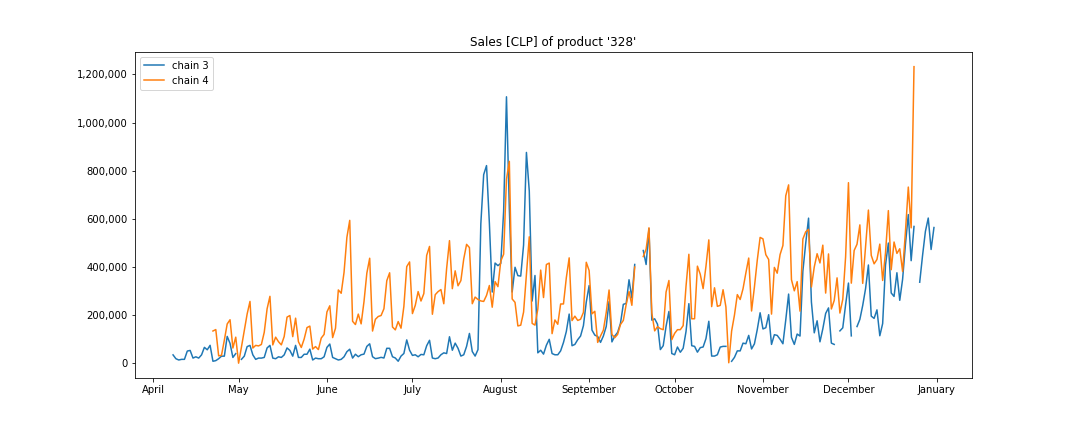 Sales [CLP] of product '328'
chain 3
chain 4
1,200,000
1,000,000
800,000
600,000
400,000
200,000
0
April May June July August September October November December January